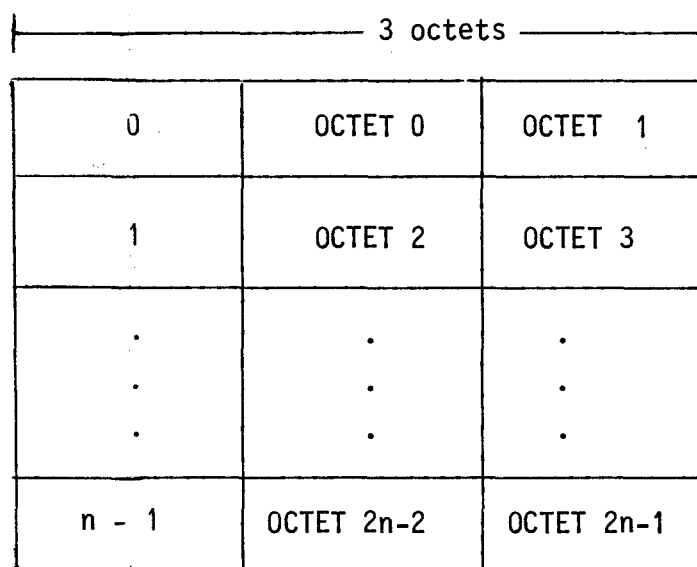 3 octets
0 OCTET 0 OCTET 1
1 OCTET 2 OCTET 3
. . .
. . .
. . .
n - 1 OCTET 2n-2 OCTET 2n-1